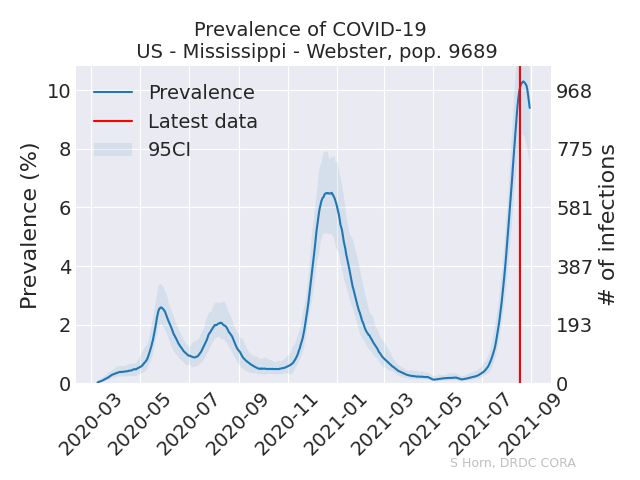 Prevalence of COVID-19
US - Mississippi - Webster, pop. 9689
Prevalence
Latest data
95CI
Prevalence (%)
10
8
6
4
2
0
968
775
581
387
193
0
# of infections
2020-03
2020-05
2020-07
2020-09
2020-11
2021-01
2021-03
2021-05
2021-07
2021-09
S Horn, DRDC CORA